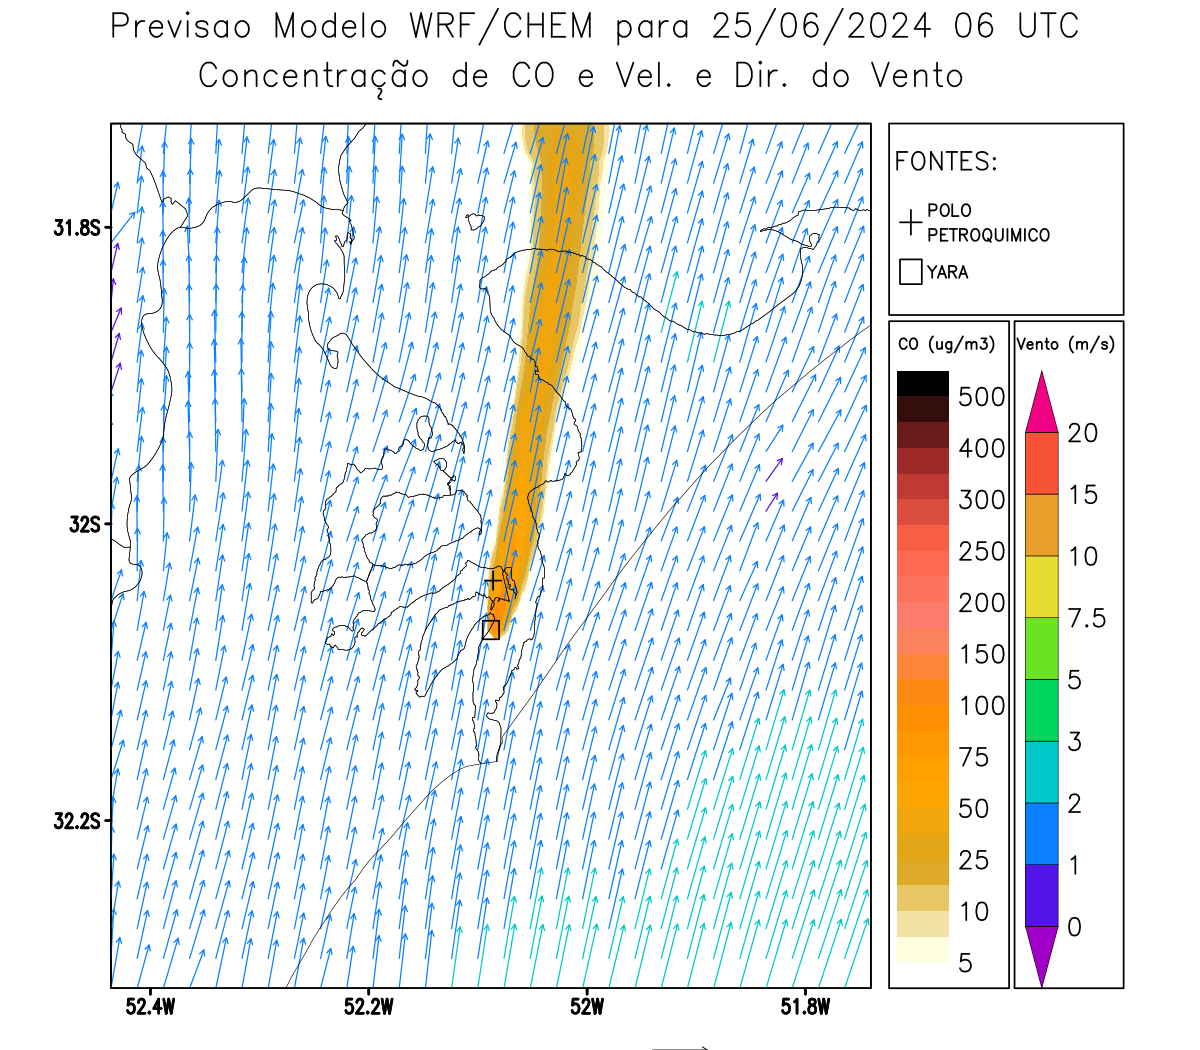 Previsao Modelo WRF/CHEM para 25/06/2024 06 UTC
Concentração de CO e Vel. e Dir. do Vento
FONTES:
POLO
PETROQUIMICO
YARA
31.8S
32S
32.2S
52.4W
52.2W
52W
51.8W
CO (ug/m3)
500
400
300
250
200
150
100
75
50
25
10
5
Vento (m/s)
20
15
10
7.5
5
3
2
1
0